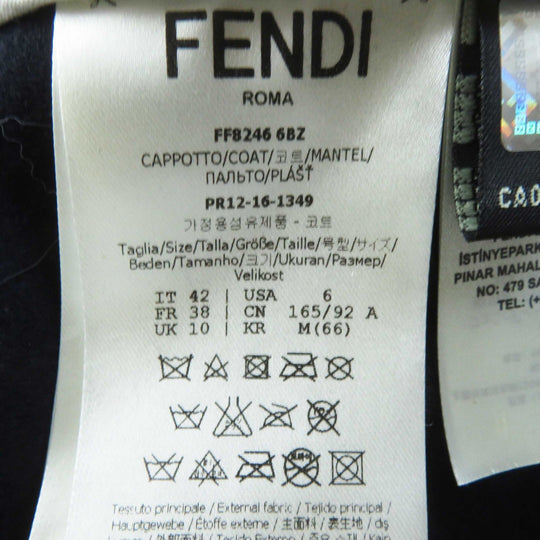 FENDI
ROMA
FF8246 6BZ
CAPPOTTO/COAT/코트/MANTEL/
ПАЛЬТО/PLÁŠŤ
PR12-16-1349
가정용섬유제품 - 코트
Taglia/Size/Talla/Größe/Taille/号型/サイズ/
Beden/Tamanho/크기/Ukuran/Размер/
Velikost
IT 42 | USA 6
FR 38 | CN 165/92 A
UK 10 | KR M(66)
Tessuto principale / External fabric / Tejido principal /
Hauptgewebe / Étoffe externe / 主面料 / 表生地 / dış
CA0
İSTİNYEPARK
PINAR MAHAL
NO: 479 SA
TEL: (+